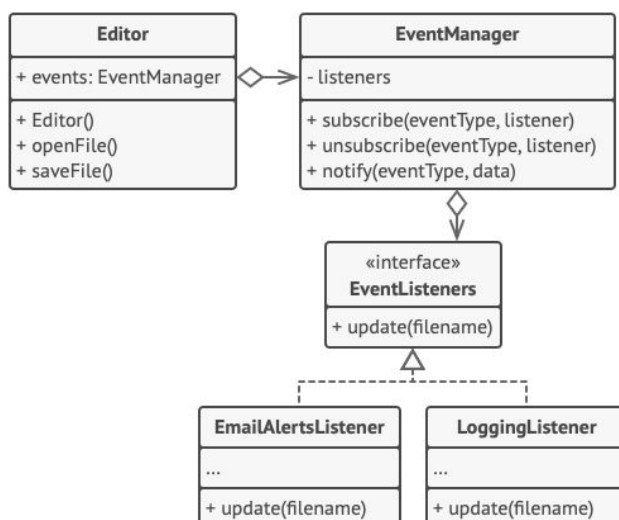 Editor
+ events: EventManager
+ Editor()
+ openFile()
+ saveFile()
EventManager
- listeners
+ subscribe(eventType, listener)
+ unsubscribe(eventType, listener)
+ notify(eventType, data)
«interface»
EventListeners
+ update(filename)
EmailAlertsListener
...
+ update(filename)
LoggingListener
...
+ update(filename)